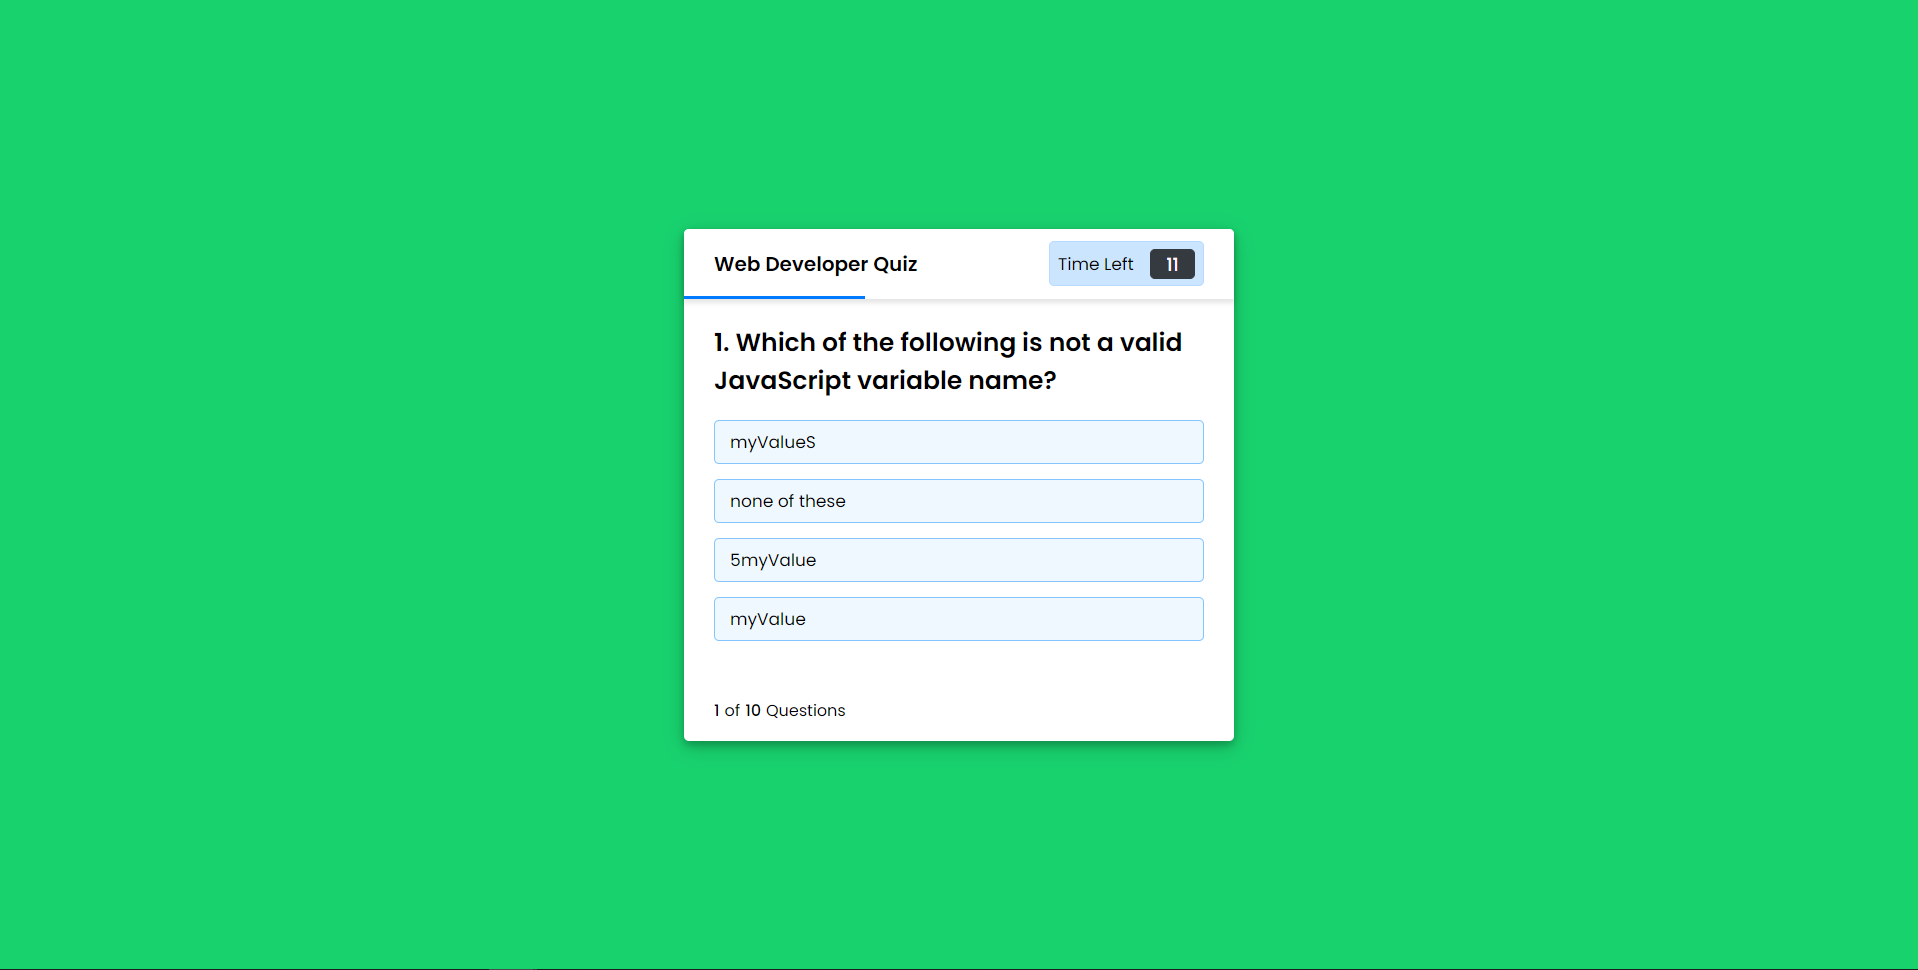 Web Developer Quiz
Time Left 11
1. Which of the following is not a valid
JavaScript variable name?
myValueS
none of these
5myValue
myValue
1 of 10 Questions